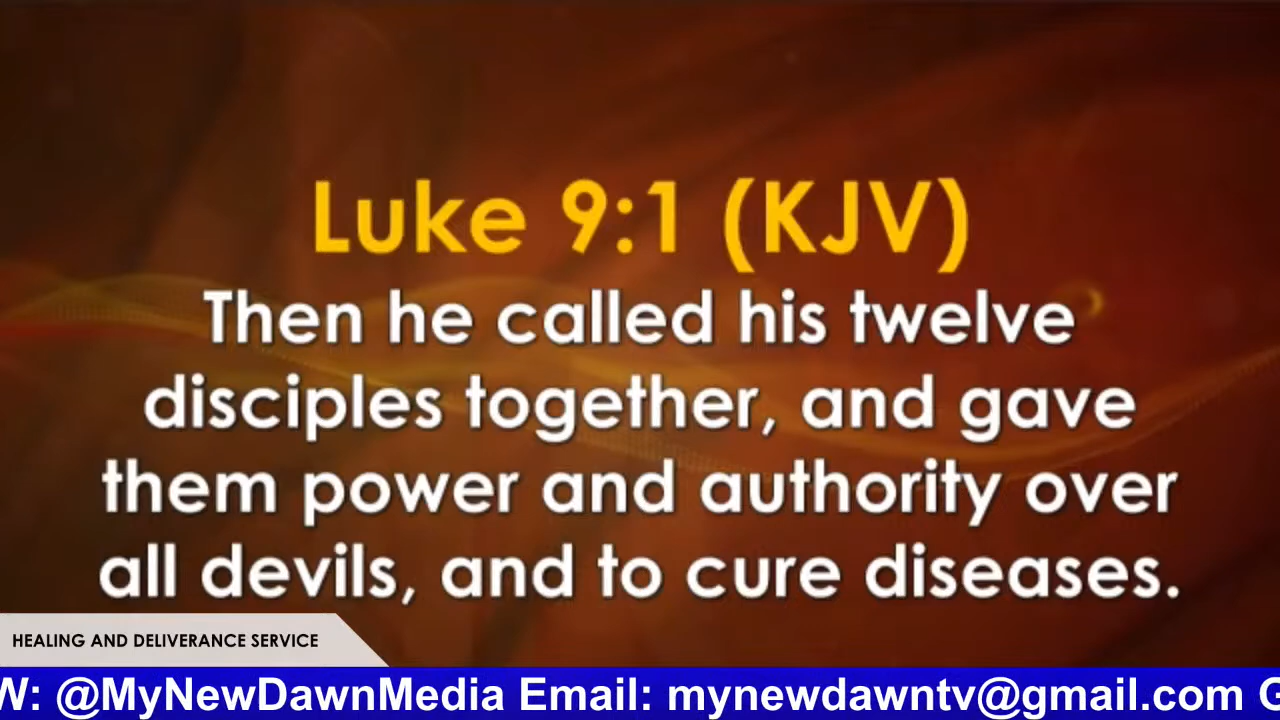 Luke 9:1 (KJV)
Then he called his twelve
disciples together, and gave
them power and authority over
all devils, and to cure diseases.
HEALING AND DELIVERANCE SERVICE
W: @MyNewDawnMedia Email: mynewdawntv@gmail.com G